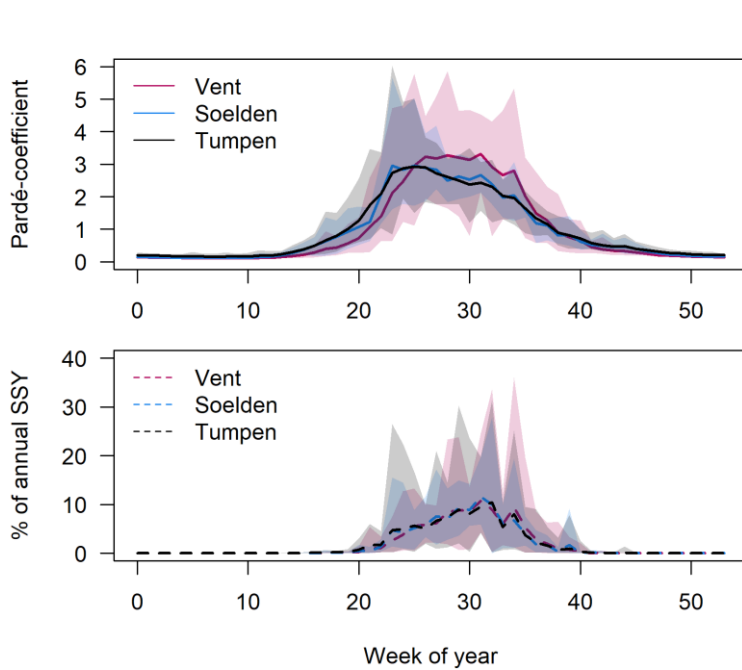 Pardé-coefficient
6
5
4
3
2
1
0
Vent
Soelden
Tumpen
0 10 20 30 40 50
% of annual SSY
40
30
20
10
0
Vent
Soelden
Tumpen
0 10 20 30 40 50
Week of year